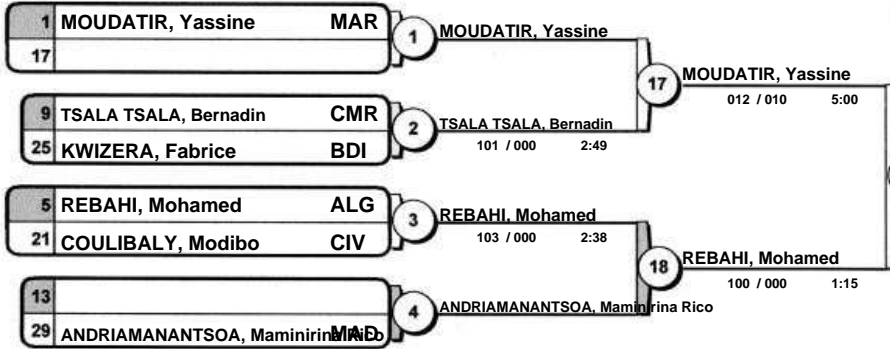 1 MOUDATIR, Yassine MAR
17
1
MOUDATIR, Yassine
9 TSALA TSALA, Bernadin CMR
25 KWIZERA, Fabrice BDI
2
TSALA TSALA, Bernadin
101 / 000 2:49
17
MOUDATIR, Yassine
012 / 010 5:00
5 REBAHI, Mohamed ALG
21 COULIBALY, Modibo CIV
3
REBAHI, Mohamed
103 / 000 2:38
13
29 ANDRIAMANANTSOA, Maminirina Rico MAD
4
ANDRIAMANANTSOA, Maminirina Rico
18
REBAHI, Mohamed
100 / 000 1:15